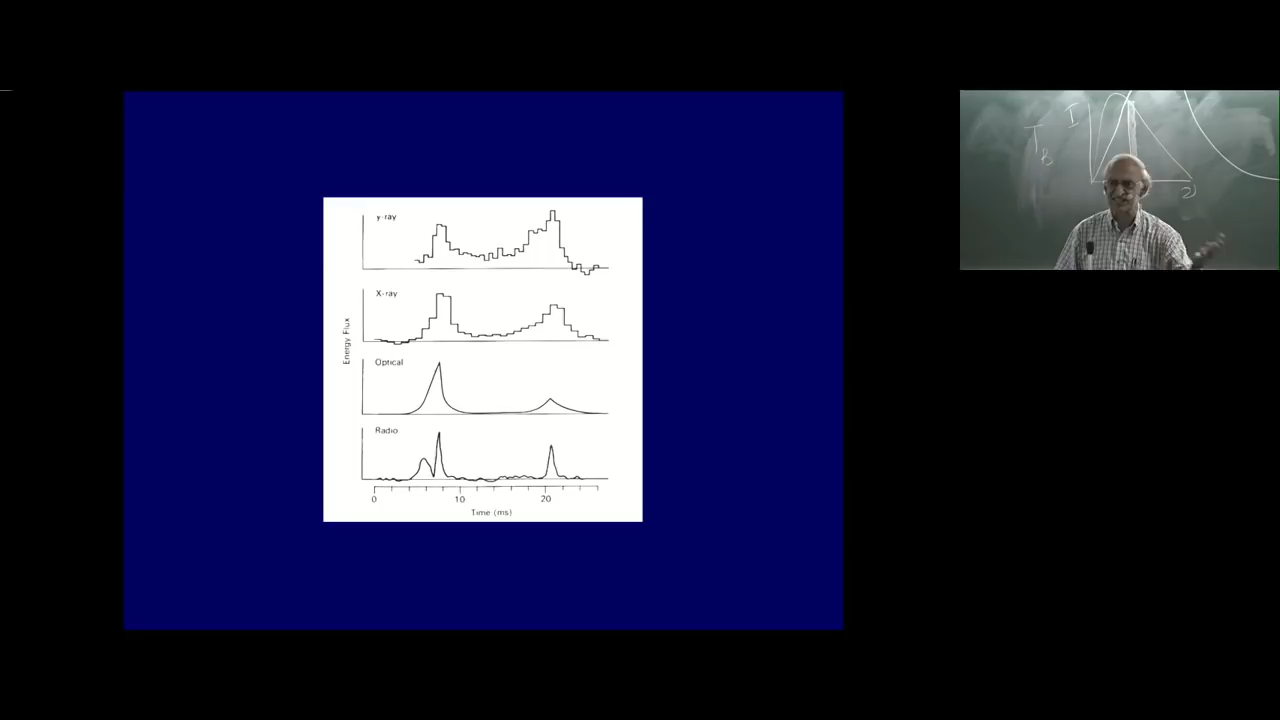 γ-ray
X-ray
Energy Flux
Optical
Radio
0 10 20
Time (ms)
I
T
B
ν